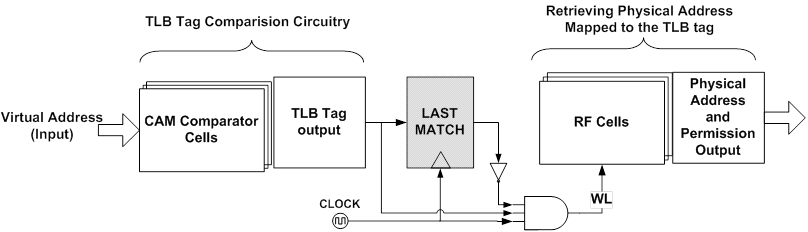 TLB Tag Comparision Circuitry
Retrieving Physical Address
Mapped to the TLB tag
Virtual Address
(Input)
CAM Comparator
Cells
TLB Tag
output
LAST
MATCH
RF Cells
Physical
Address
and
Permission
Output
CLOCK
WL